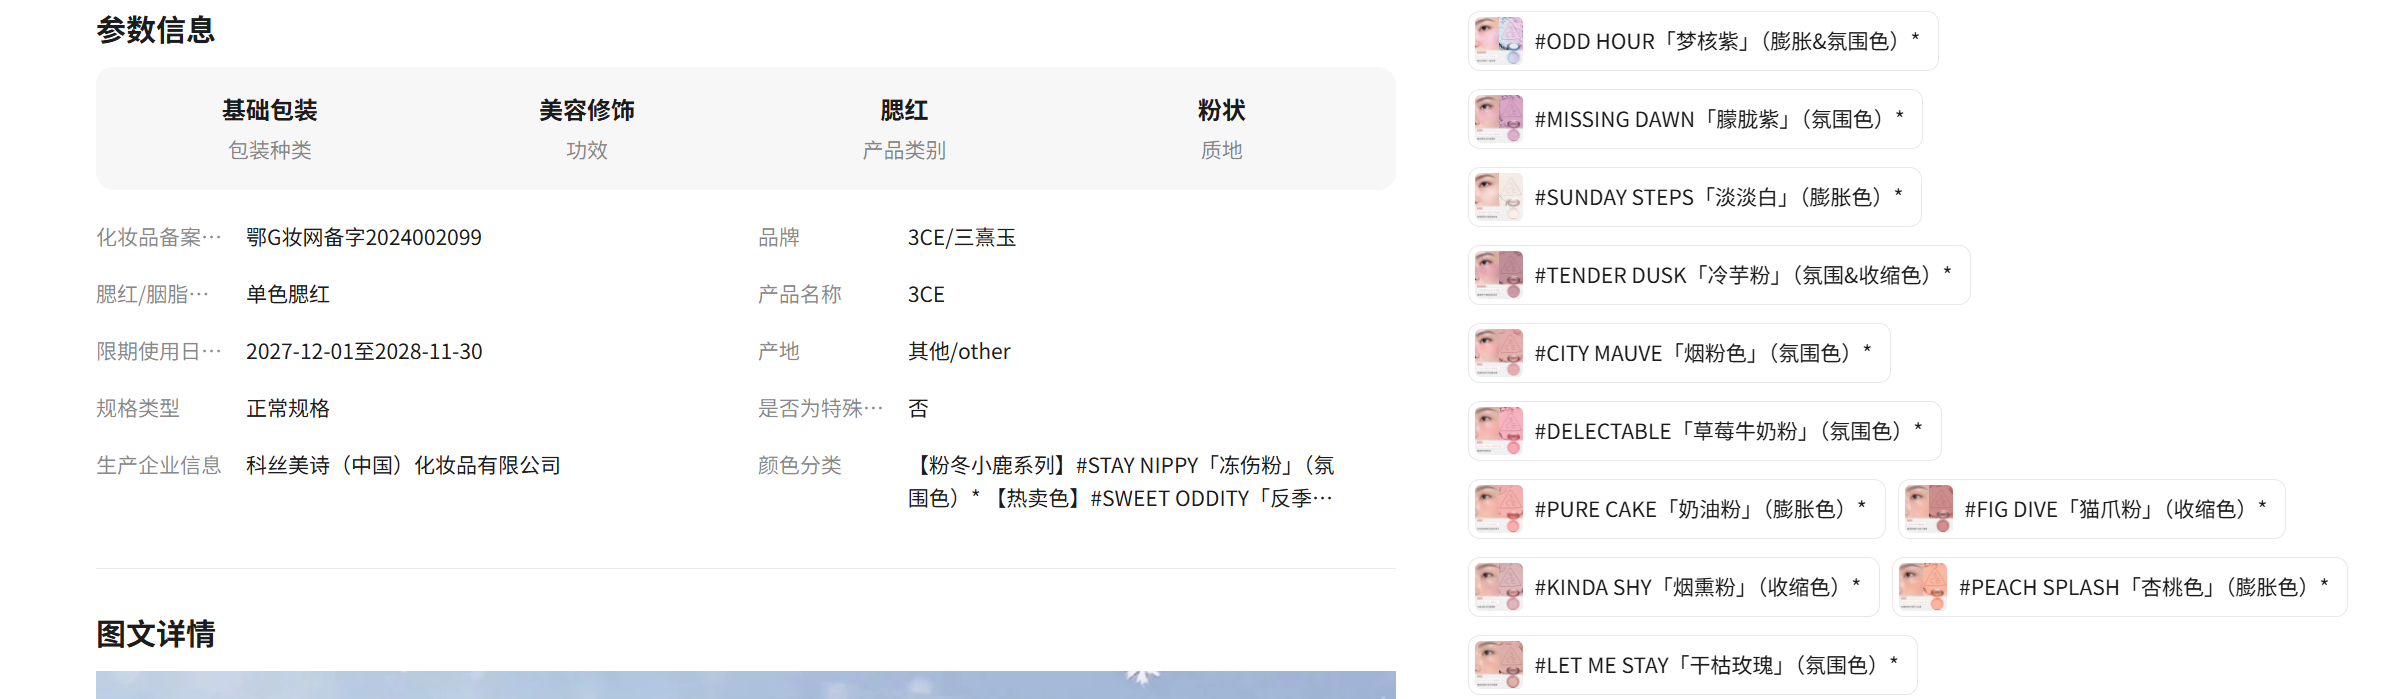 参数信息
基础包装
包装种类
美容修饰
功效
腮红
产品类别
粉状
质地
化妆品备案… 鄂G妆网备字2024002099
品牌 3CE/三熹玉
腮红/胭脂… 单色腮红
产品名称 3CE
限期使用日… 2027-12-01至2028-11-30
产地 其他/other
规格类型 正常规格
是否为特殊… 否
生产企业信息 科丝美诗（中国）化妆品有限公司
颜色分类 【粉冬小鹿系列】#STAY NIPPY「冻伤粉」（氛
围色）* 【热卖色】#SWEET ODDITY「反季…
图文详情
#ODD HOUR「梦核紫」（膨胀&氛围色）*
#MISSING DAWN「朦胧紫」（氛围色）*
#SUNDAY STEPS「淡淡白」（膨胀色）*
#TENDER DUSK「冷芋粉」（氛围&收缩色）*
#CITY MAUVE「烟粉色」（氛围色）*
#DELECTABLE「草莓牛奶粉」（氛围色）*
#PURE CAKE「奶油粉」（膨胀色）*
#FIG DIVE「猫爪粉」（收缩色）*
#KINDA SHY「烟熏粉」（收缩色）*
#PEACH SPLASH「杏桃色」（膨胀色）*
#LET ME STAY「干枯玫瑰」（氛围色）*